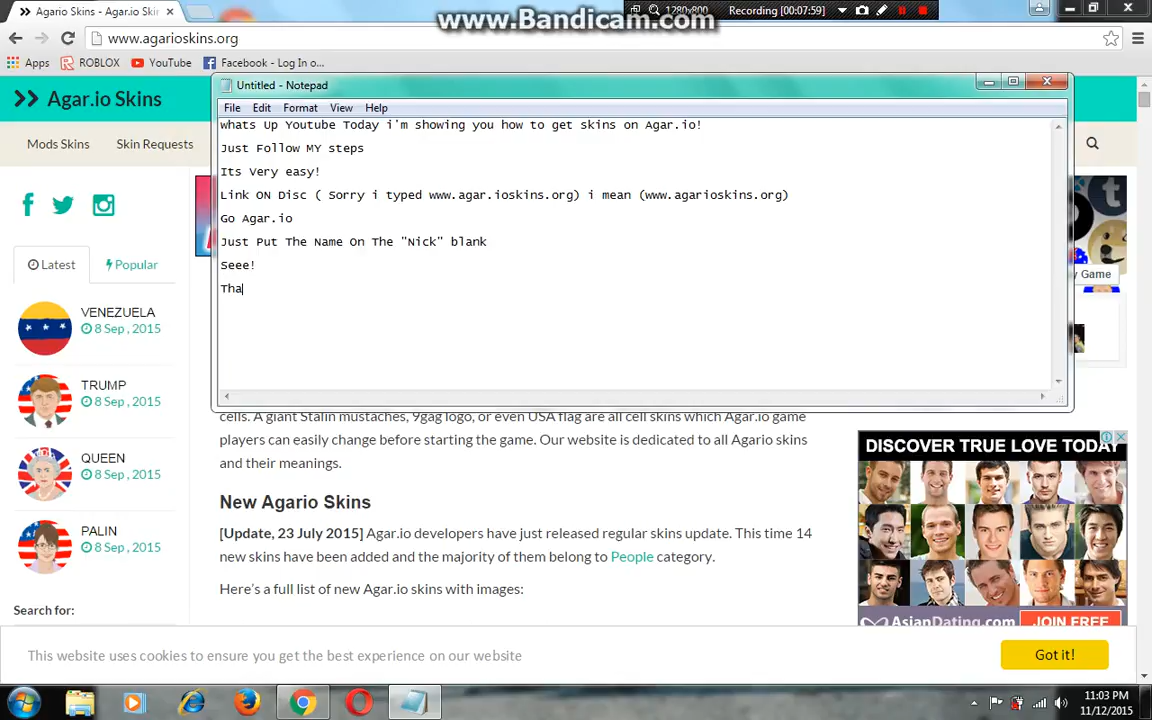 Agario Skins - Agar.io Skin
www.Bandicam.com
1280x800
Recording [00:07:59]
www.agarioskins.org
Apps
ROBLOX
YouTube
Facebook - Log In o...
Untitled - Notepad
File Edit Format View Help
>> Agar.io Skins
Mods Skins
Skin Requests
whats Up Youtube Today i'm showing you how to get skins on Agar.io!
Just Follow MY steps
Its Very easy!
Link ON Disc ( Sorry i typed www.agar.ioskins.org) i mean (www.agarioskins.org)
Go Agar.io
Just Put The Name On The "Nick" blank
Seee!
Tha
y Game
Latest
Popular
VENEZUELA
8 Sep , 2015
TRUMP
8 Sep , 2015
QUEEN
8 Sep , 2015
PALIN
8 Sep , 2015
Search for:
cells. A giant Stalin mustaches, 9gag logo, or even USA flag are all cell skins which Agar.io game
players can easily change before starting the game. Our website is dedicated to all Agario skins
and their meanings.
New Agario Skins
[Update, 23 July 2015] Agar.io developers have just released regular skins update. This time 14
new skins have been added and the majority of them belong to People category.
Here's a full list of new Agar.io skins with images:
DISCOVER TRUE LOVE TODAY
AsianDating.com
JOIN FREE
This website uses cookies to ensure you get the best experience on our website
Got it!
11:03 PM
11/12/2015